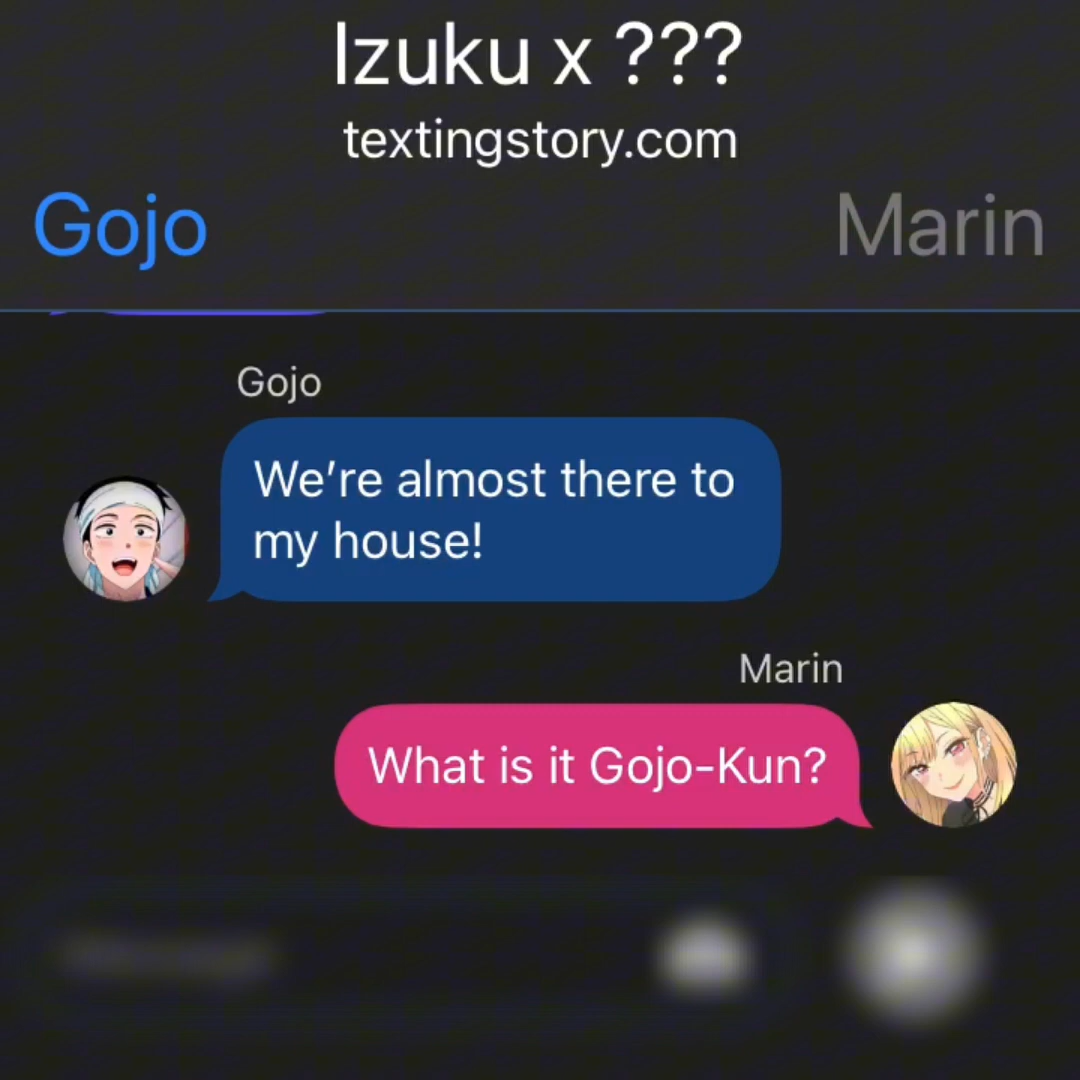 Izuku x ???
textingstory.com
Gojo
Marin
Gojo
We're almost there to
my house!
Marin
What is it Gojo-Kun?